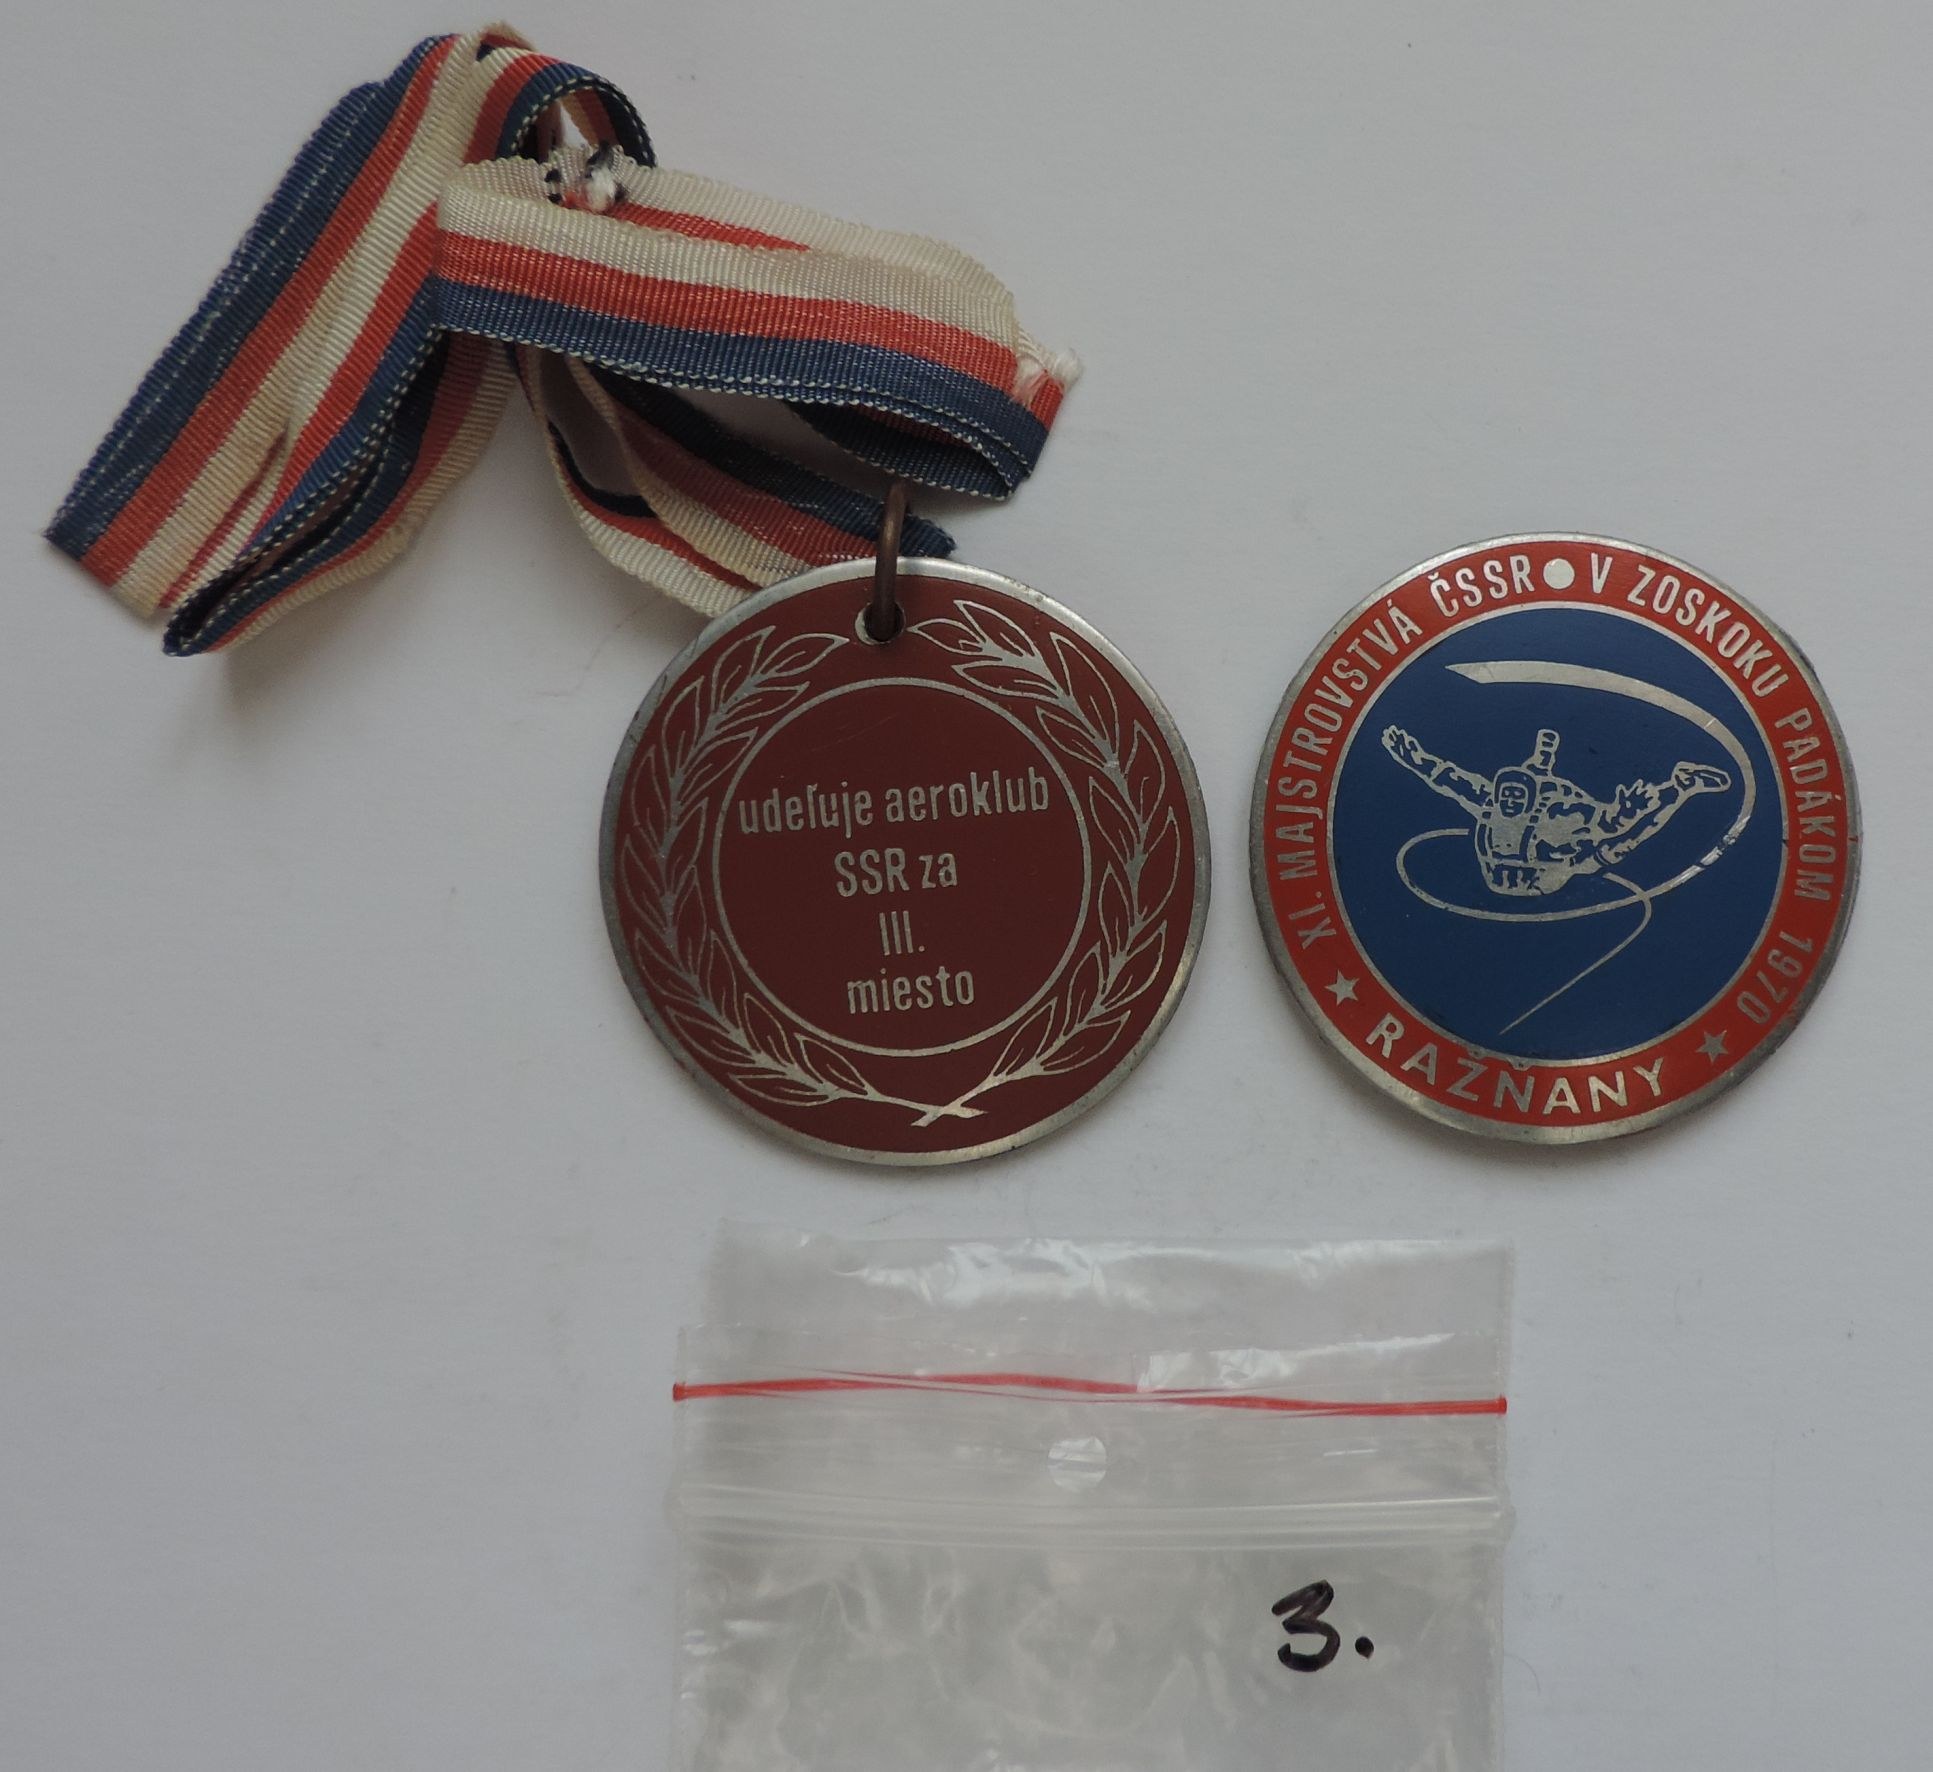 udeľuje aeroklub
SSR za
III.
miesto
XI. MAJSTROVSTVÁ ČSSR ● V ZOSKOKU PADÁKOM 1970
★ RAŽŇANY ★
3.